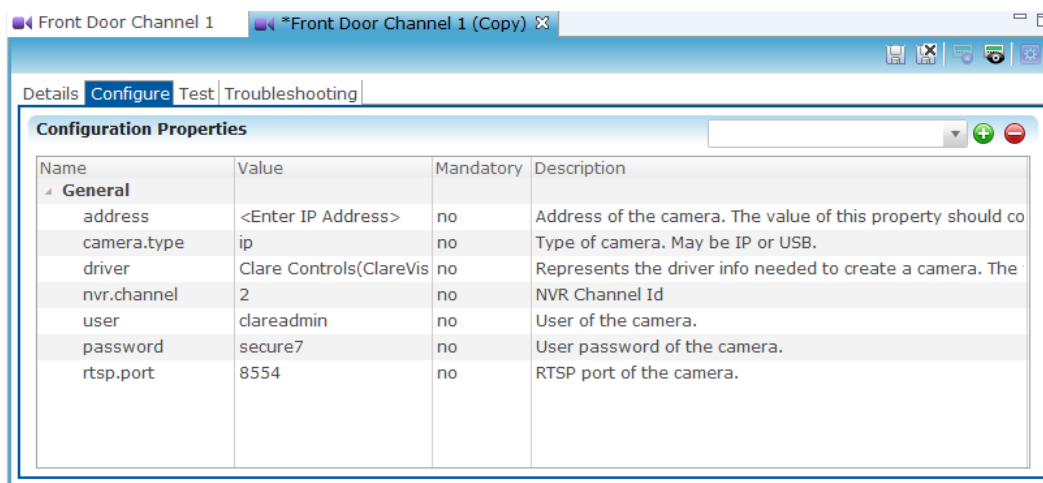 Front Door Channel 1 *Front Door Channel 1 (Copy)
Details Configure Test Troubleshooting
Configuration Properties
Name Value Mandatory Description
General
address <Enter IP Address> no Address of the camera. The value of this property should co
camera.type ip no Type of camera. May be IP or USB.
driver Clare Controls(ClareVis no Represents the driver info needed to create a camera. The
nvr.channel 2 no NVR Channel Id
user clareadmin no User of the camera.
password secure7 no User password of the camera.
rtsp.port 8554 no RTSP port of the camera.